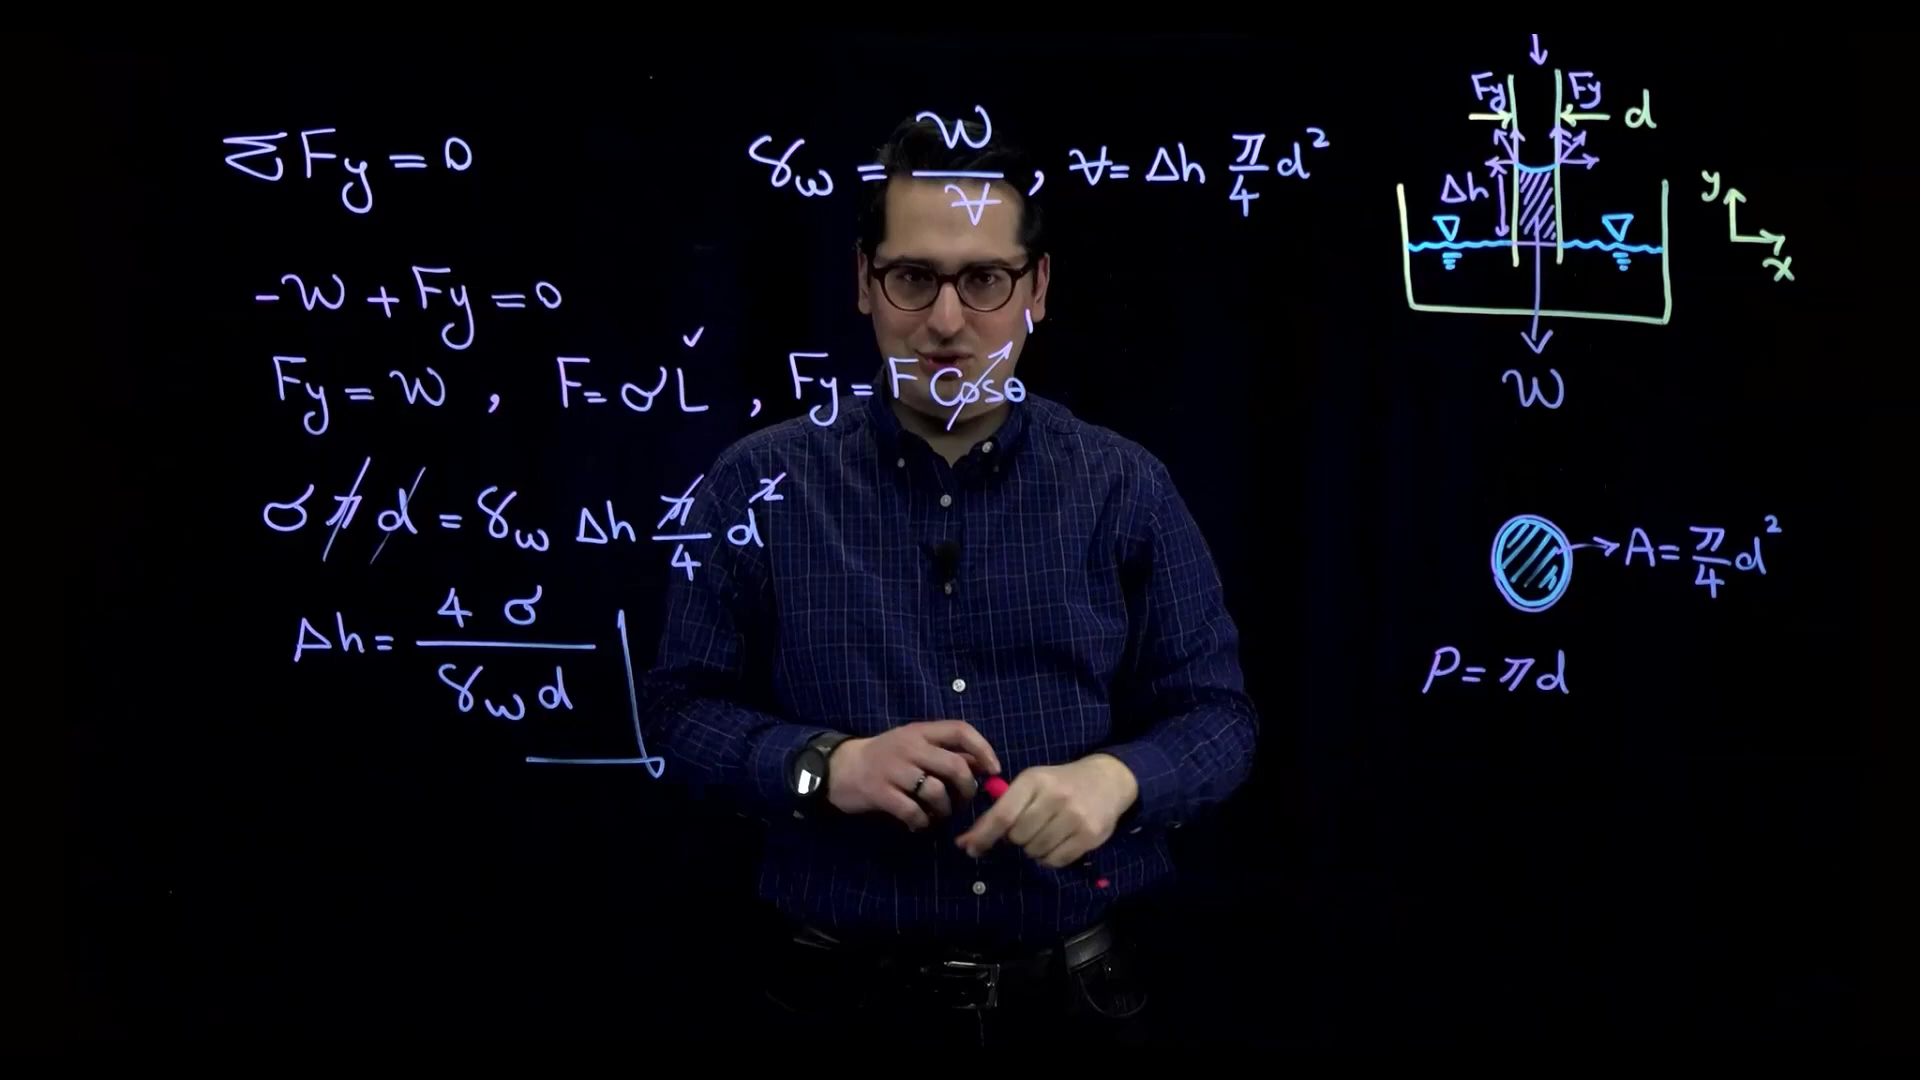 ΣFy = 0
γw = W/V, V = Δh π/4 d²
-W + Fy = 0
Fy = W, F = σL, Fy = F Cosθ 1
σ π d = γw Δh π/4 d²
Δh = 4σ/γw d
Fy Fy
d
Δh
y
x
W
A = π/4 d²
P = πd